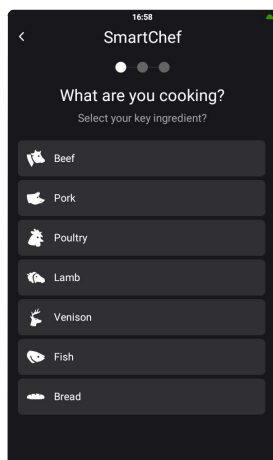 16:58
SmartChef
What are you cooking?
Select your key ingredient?
Beef
Pork
Poultry
Lamb
Venison
Fish
Bread